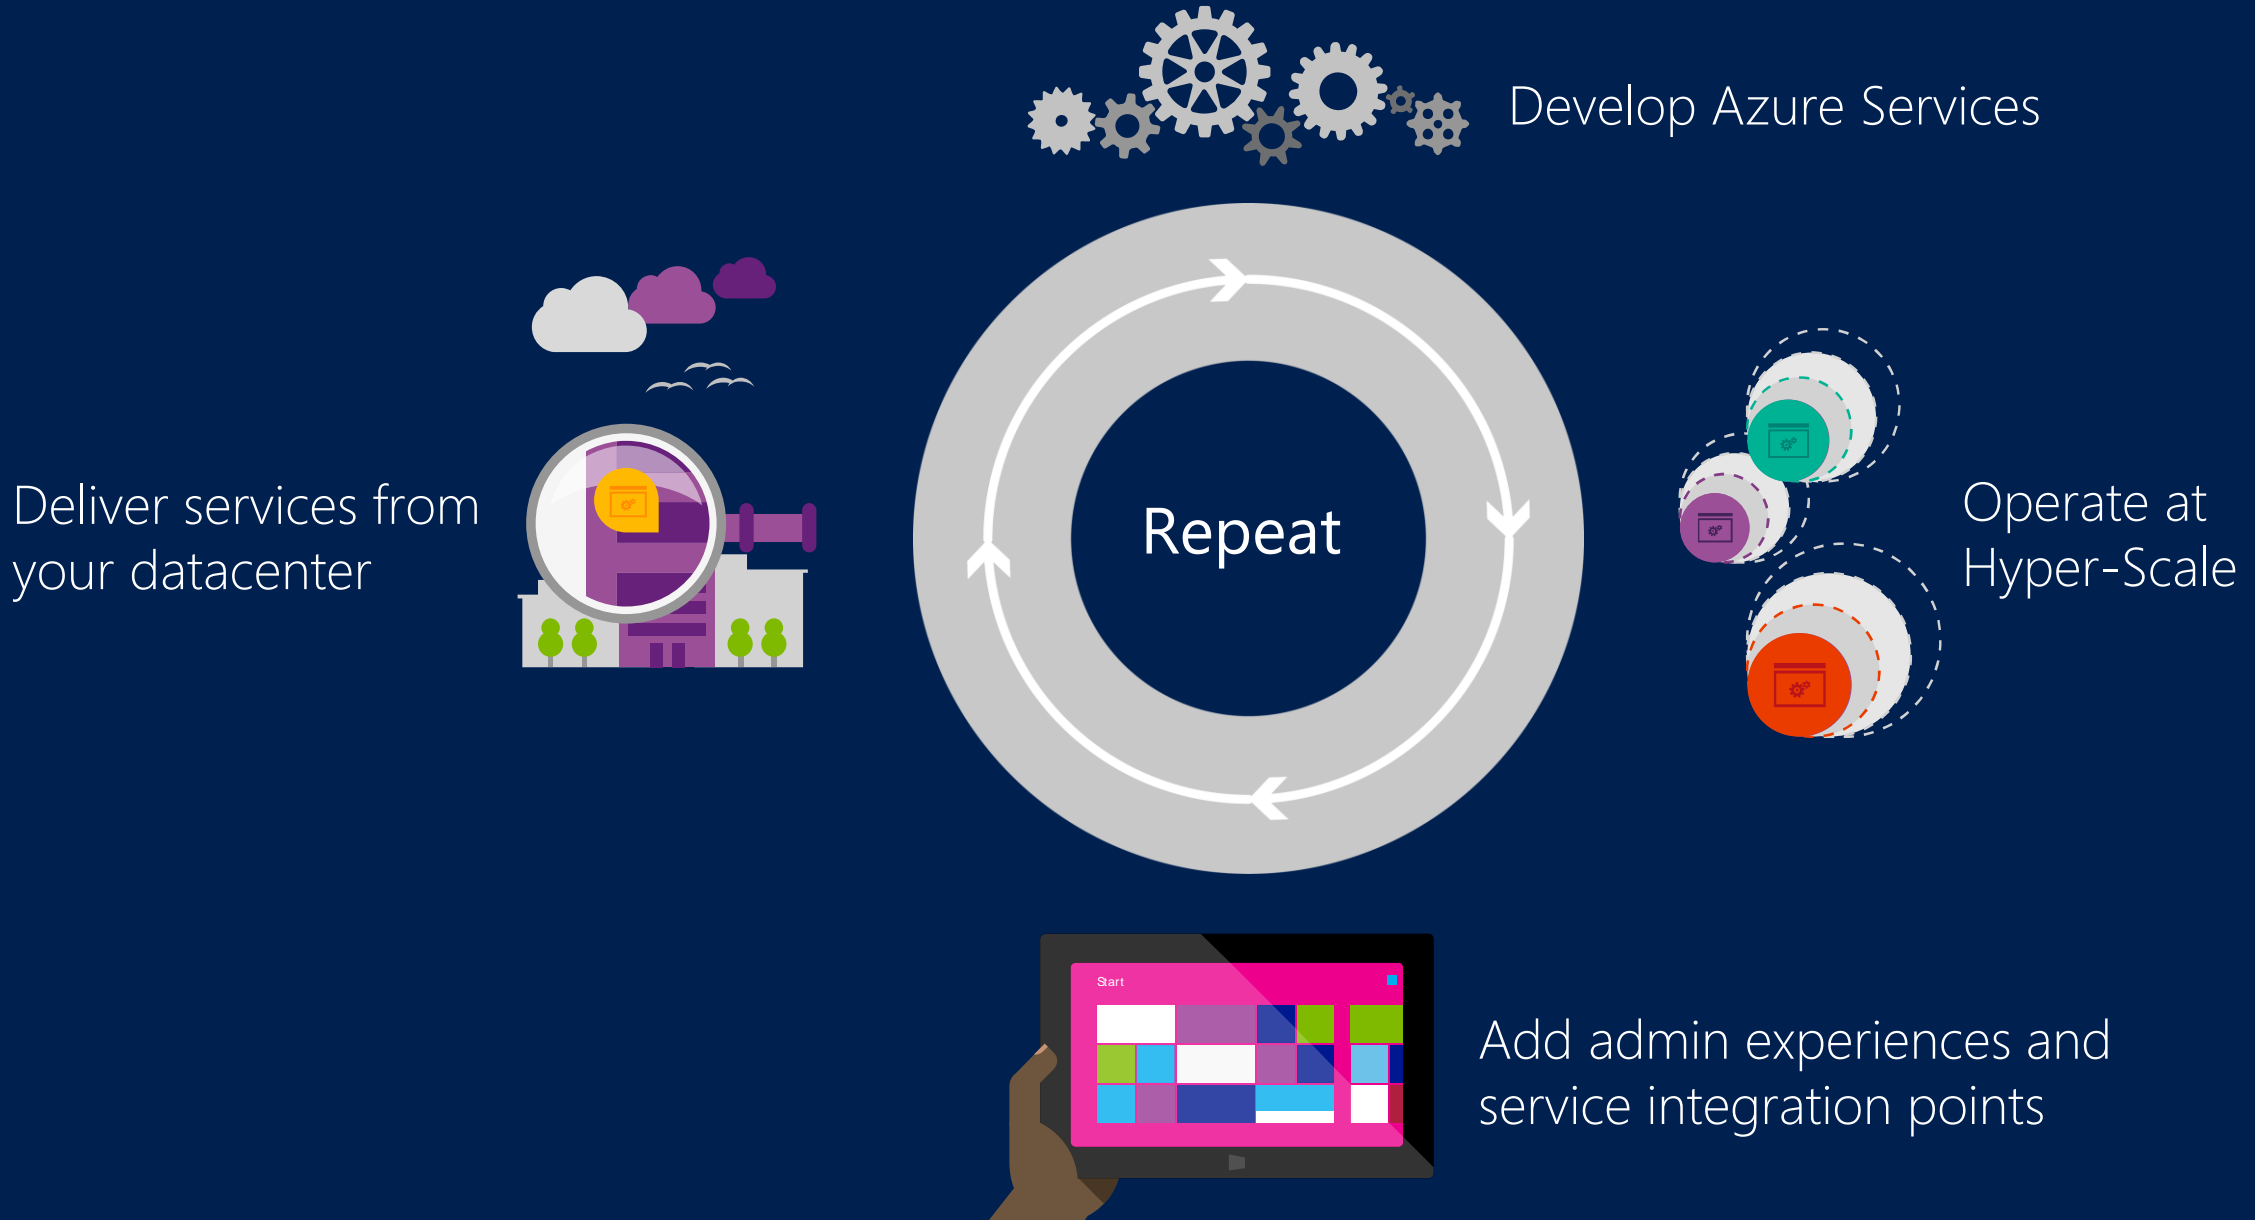 Develop Azure Services
Deliver services from
your datacenter
Repeat
Operate at
Hyper-Scale
Start
Add admin experiences and
service integration points